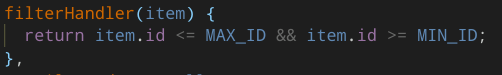 filterHandler(item) {
  return item.id <= MAX_ID && item.id >= MIN_ID;
},